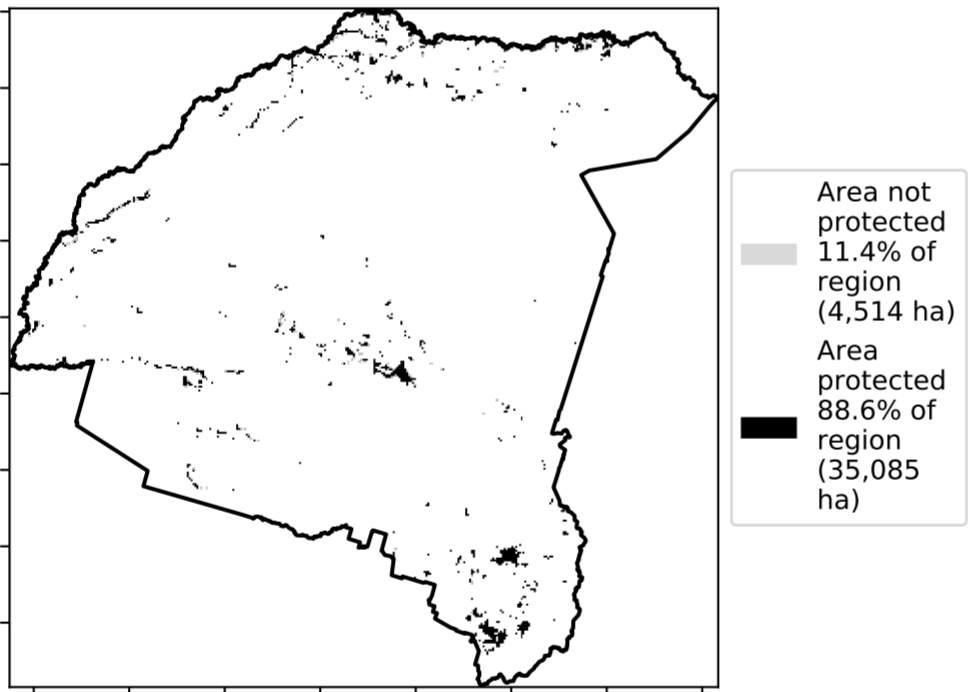 Area not
protected
11.4% of
region
(4,514 ha)
Area
protected
88.6% of
region
(35,085
ha)